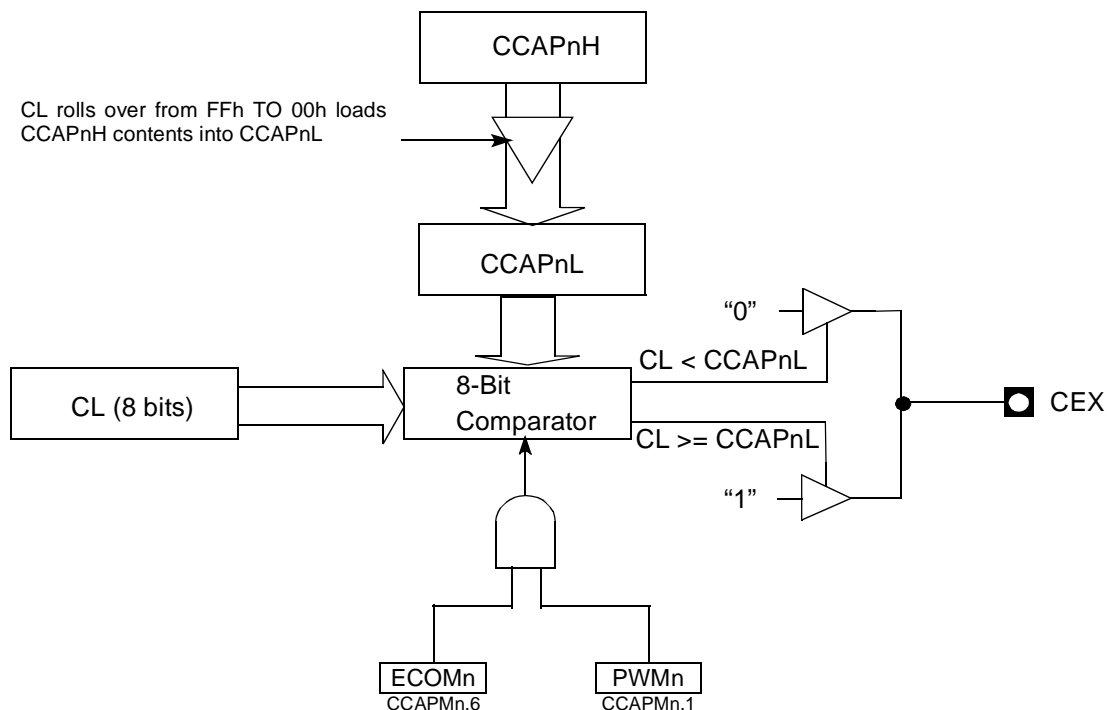 CCAPnH
CL rolls over from FFh TO 00h loads
CCAPnH contents into CCAPnL
CCAPnL
“0”
CL < CCAPnL
CL (8 bits)
8-Bit
Comparator
CEX
CL >= CCAPnL
“1”
ECOMn
CCAPMn.6
PWMn
CCAPMn.1